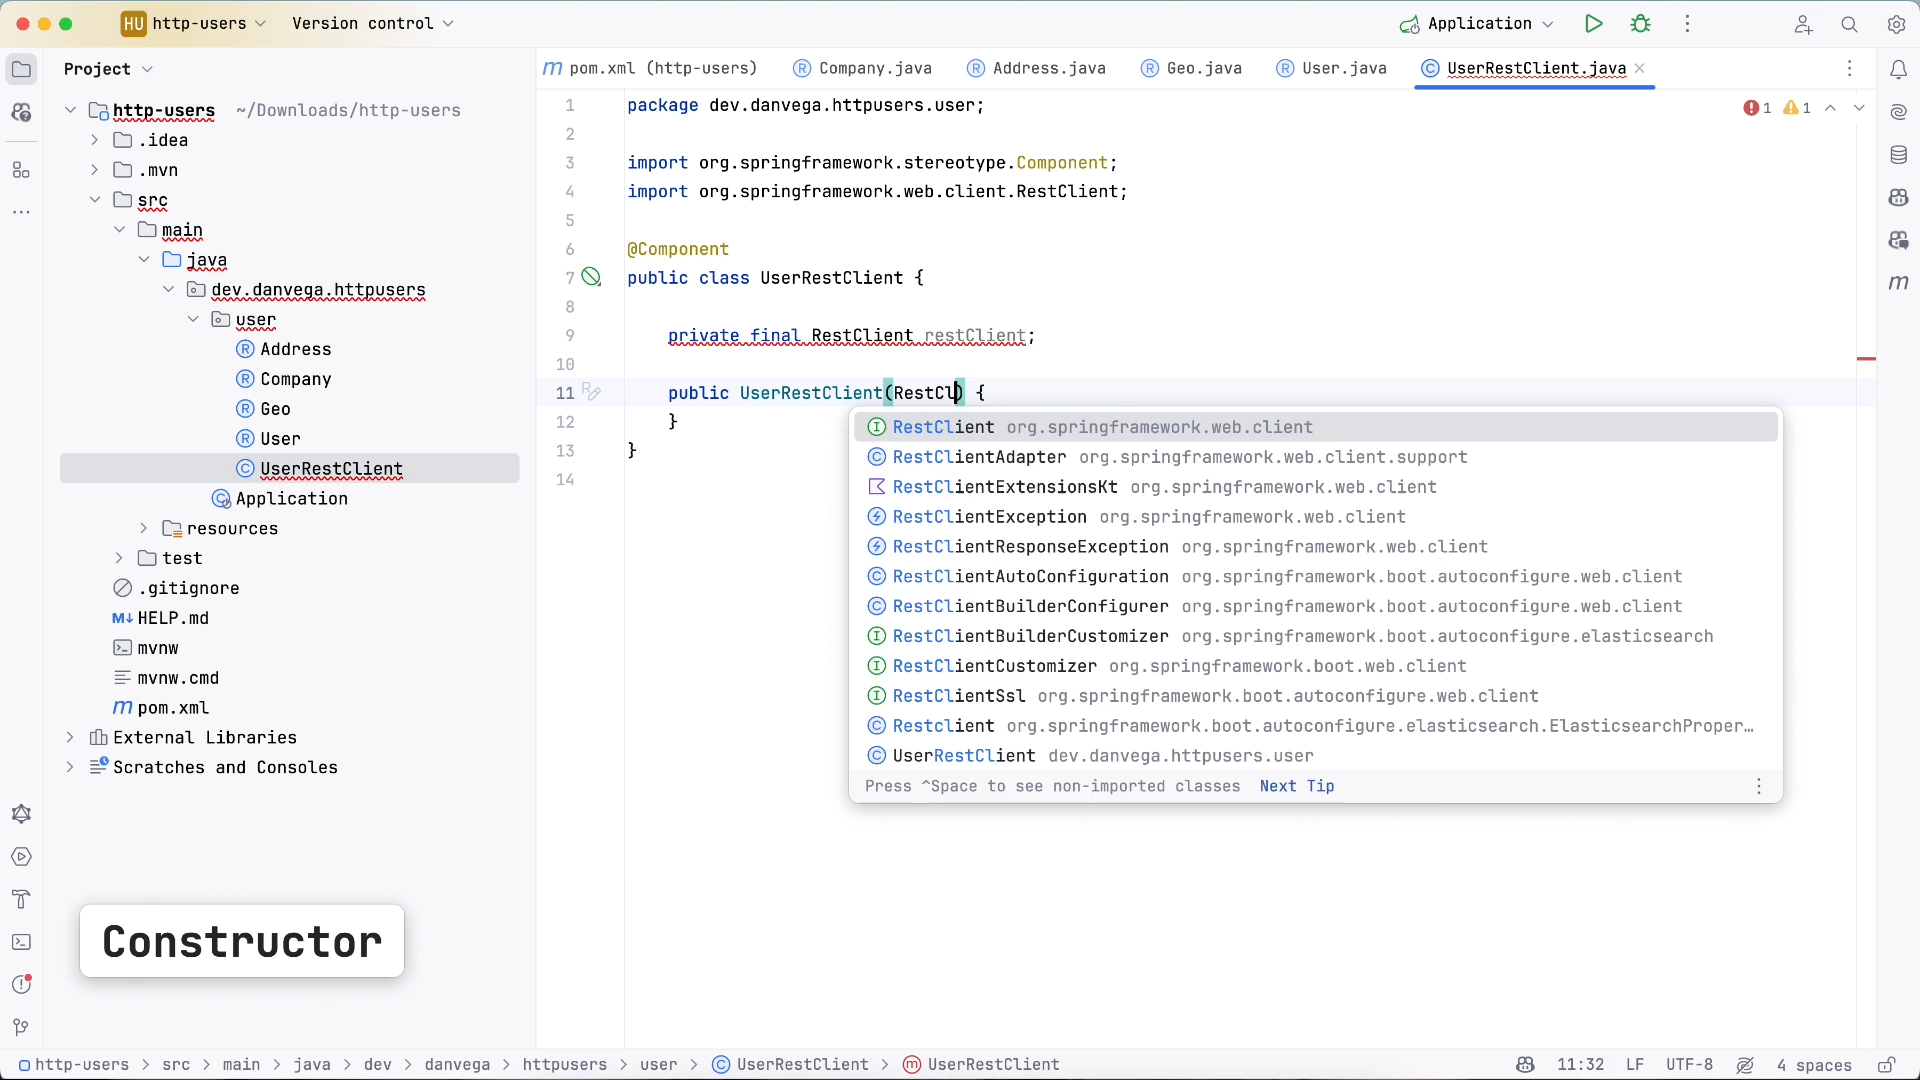 HU http-users Version control Application
Project
pom.xml (http-users) Company.java Address.java Geo.java User.java UserRestClient.java
http-users ~/Downloads/http-users
.idea
.mvn
src
main
java
dev.danvega.httpusers
user
Address
Company
Geo
User
UserRestClient
Application
resources
test
.gitignore
HELP.md
mvnw
mvnw.cmd
pom.xml
External Libraries
Scratches and Consoles
1 package dev.danvega.httpusers.user;
2
3 import org.springframework.stereotype.Component;
4 import org.springframework.web.client.RestClient;
5
6 @Component
7 public class UserRestClient {
8
9 private final RestClient restClient;
10
11 public UserRestClient(RestCl) {
12 }
13 }
14
1 1
RestClient org.springframework.web.client
RestClientAdapter org.springframework.web.client.support
RestClientExtensionsKt org.springframework.web.client
RestClientException org.springframework.web.client
RestClientResponseException org.springframework.web.client
RestClientAutoConfiguration org.springframework.boot.autoconfigure.web.client
RestClientBuilderConfigurer org.springframework.boot.autoconfigure.web.client
RestClientBuilderCustomizer org.springframework.boot.autoconfigure.elasticsearch
RestClientCustomizer org.springframework.boot.web.client
RestClientSsl org.springframework.boot.autoconfigure.web.client
Restclient org.springframework.boot.autoconfigure.elasticsearch.ElasticsearchProper…
UserRestClient dev.danvega.httpusers.user
Press ^Space to see non-imported classes Next Tip
Constructor
http-users > src > main > java > dev > danvega > httpusers > user > UserRestClient > UserRestClient 11:32 LF UTF-8 4 spaces